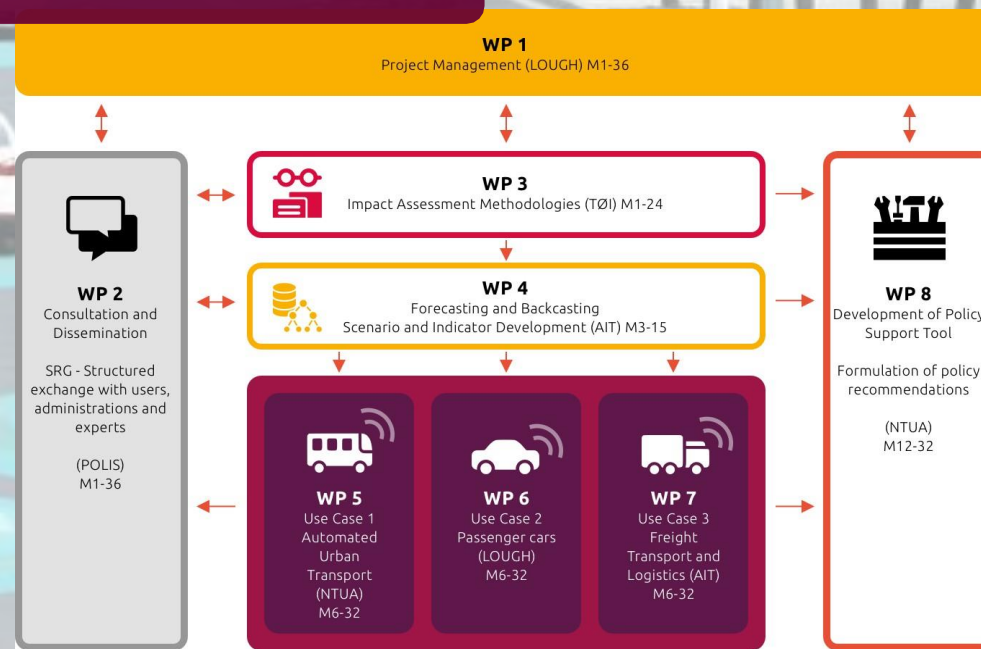 WP 1
Project Management (LOUGH) M1-36
WP 2
Consultation and
Dissemination
SRG - Structured
exchange with users,
administrations and
experts
(POLIS)
M1-36
WP 3
Impact Assessment Methodologies (TØI) M1-24
WP 4
Forecasting and Backcasting
Scenario and Indicator Development (AIT) M3-15
WP 5
Use Case 1
Automated
Urban
Transport
(NTUA)
M6-32
WP 6
Use Case 2
Passenger cars
(LOUGH)
M6-32
WP 7
Use Case 3
Freight
Transport and
Logistics (AIT)
M6-32
WP 8
Development of Policy
Support Tool
Formulation of policy
recommendations
(NTUA)
M12-32